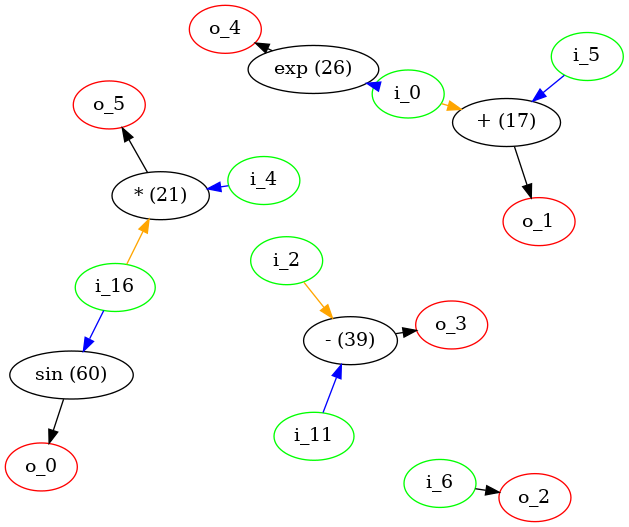 o_4
i_5
exp (26)
i_0
o_5
+ (17)
i_4
* (21)
o_1
i_2
i_16
o_3
- (39)
sin (60)
i_11
o_0
i_6
o_2